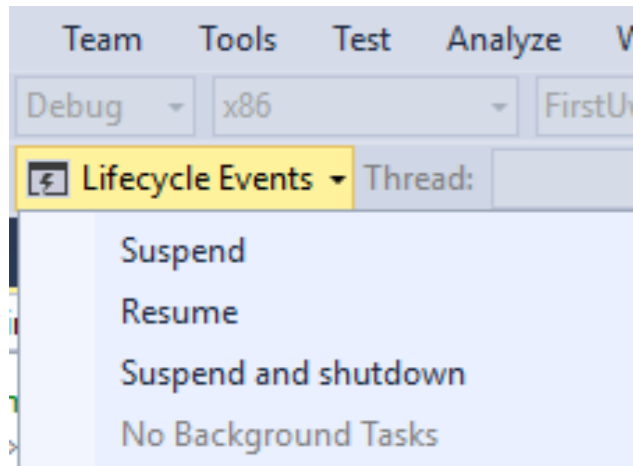 Team Tools Test Analyze
Debug x86
Lifecycle Events Thread:
Suspend
Resume
Suspend and shutdown
No Background Tasks